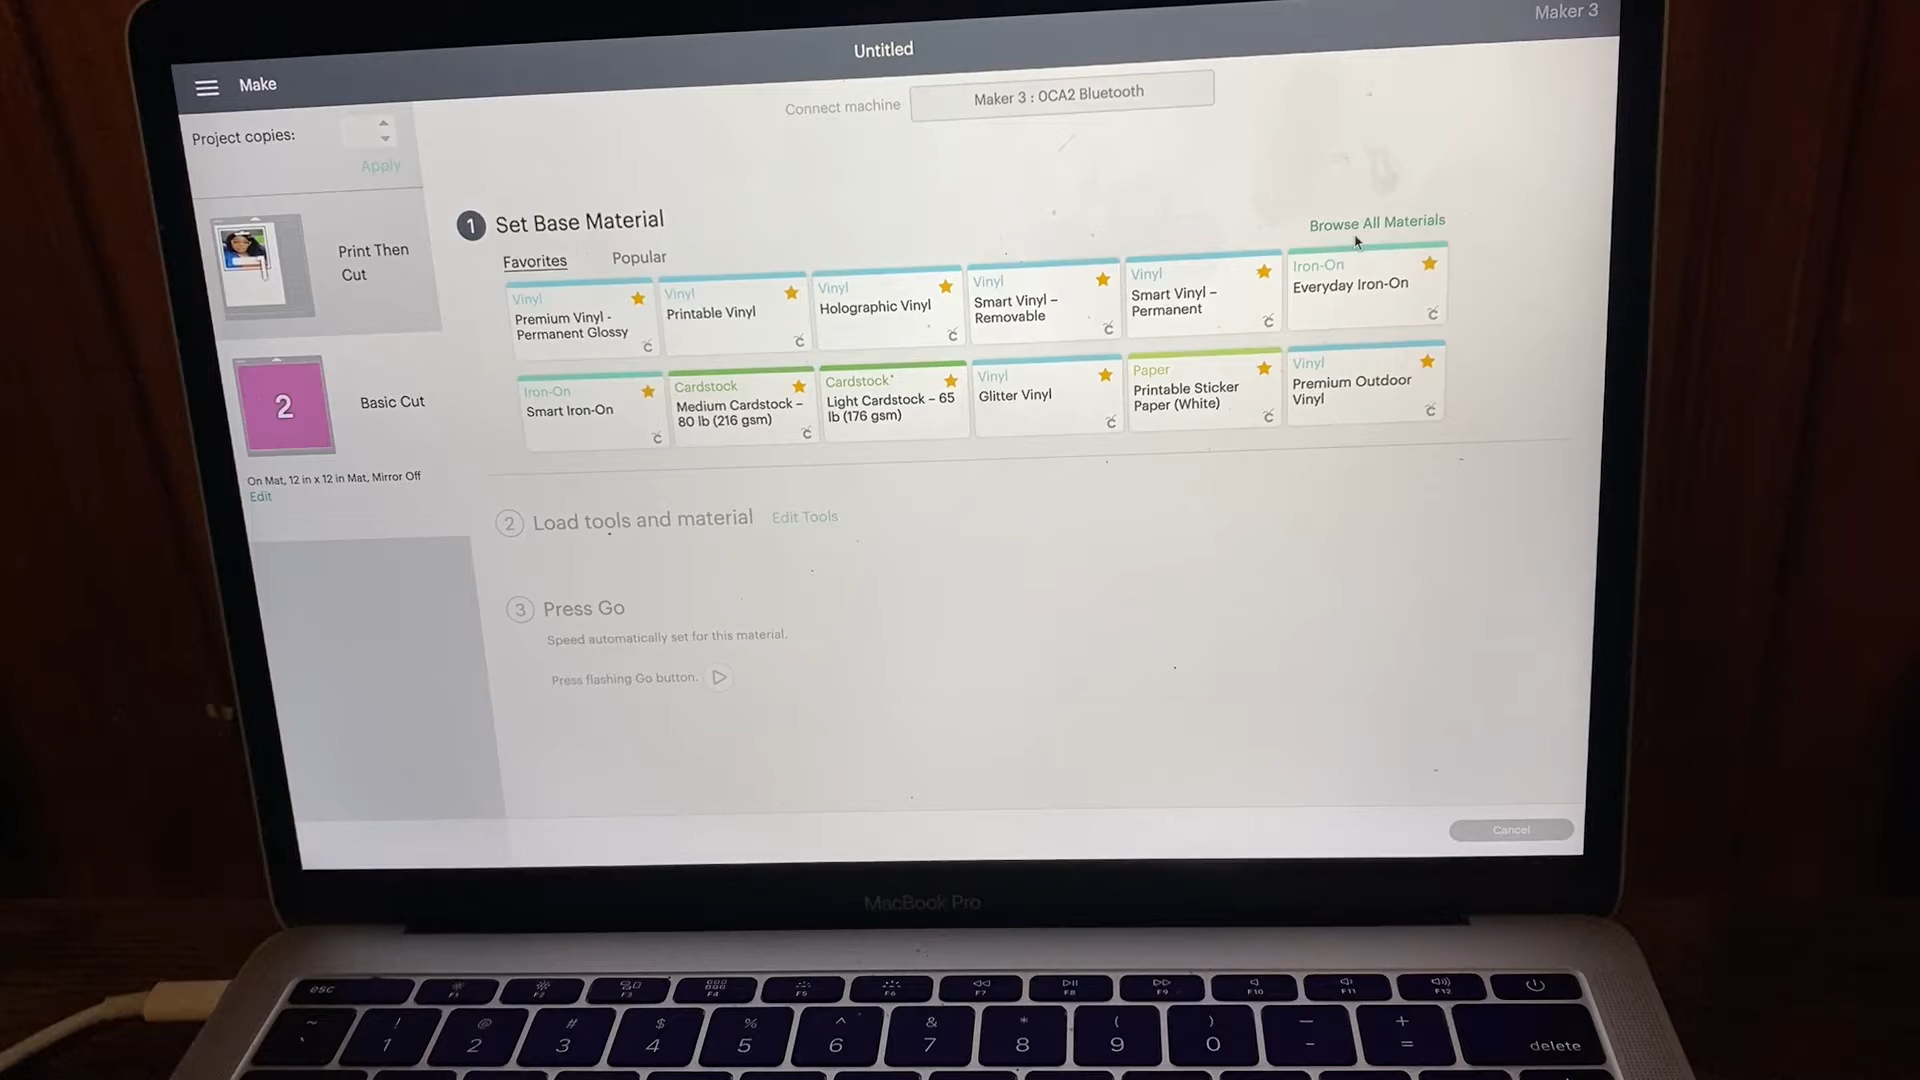 Maker 3
Untitled
Make
Connect machine
Maker 3 : 0CA2 Bluetooth
Project copies:
Apply
Print Then
Cut
2
Basic Cut
On Mat, 12 in x 12 in Mat, Mirror Off
Edit
1 Set Base Material
Browse All Materials
Favorites
Popular
Vinyl
Premium Vinyl -
Permanent Glossy
Vinyl
Printable Vinyl
Vinyl
Holographic Vinyl
Vinyl
Smart Vinyl –
Removable
Vinyl
Smart Vinyl –
Permanent
Iron-On
Everyday Iron-On
Iron-On
Smart Iron-On
Cardstock
Medium Cardstock –
80 lb (216 gsm)
Cardstock
Light Cardstock – 65
lb (176 gsm)
Vinyl
Glitter Vinyl
Paper
Printable Sticker
Paper (White)
Vinyl
Premium Outdoor
Vinyl
2 Load tools and material Edit Tools
3 Press Go
Speed automatically set for this material.
Press flashing Go button.
Cancel
MacBook Pro
esc F1 F2 F3 F4 F5 F6 F7 F8 F9 F10 F11 F12
~ ! @ # $ % ^ & * ( ) — +
` 1 2 3 4 5 6 7 8 9 0 - = delete